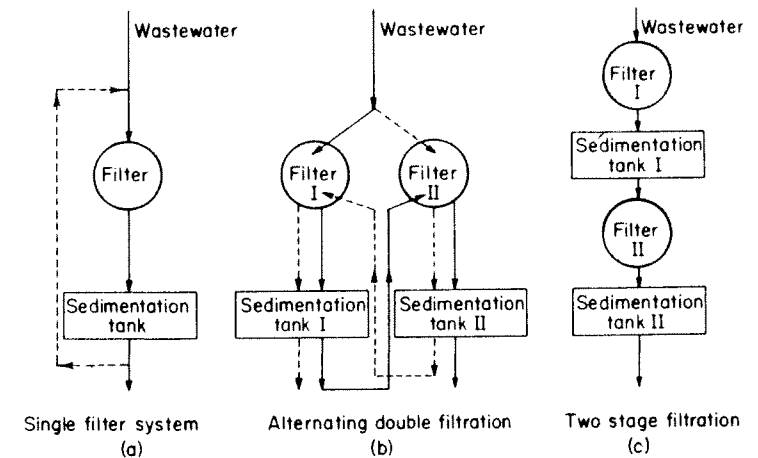 Wastewater
Filter
Sedimentation
tank
Single filter system
(a)
Wastewater
Filter
I
Filter
II
Sedimentation
tank I
Sedimentation
tank II
Alternating double filtration
(b)
Wastewater
Filter
I
Sedimentation
tank I
Filter
II
Sedimentation
tank II
Two stage filtration
(c)